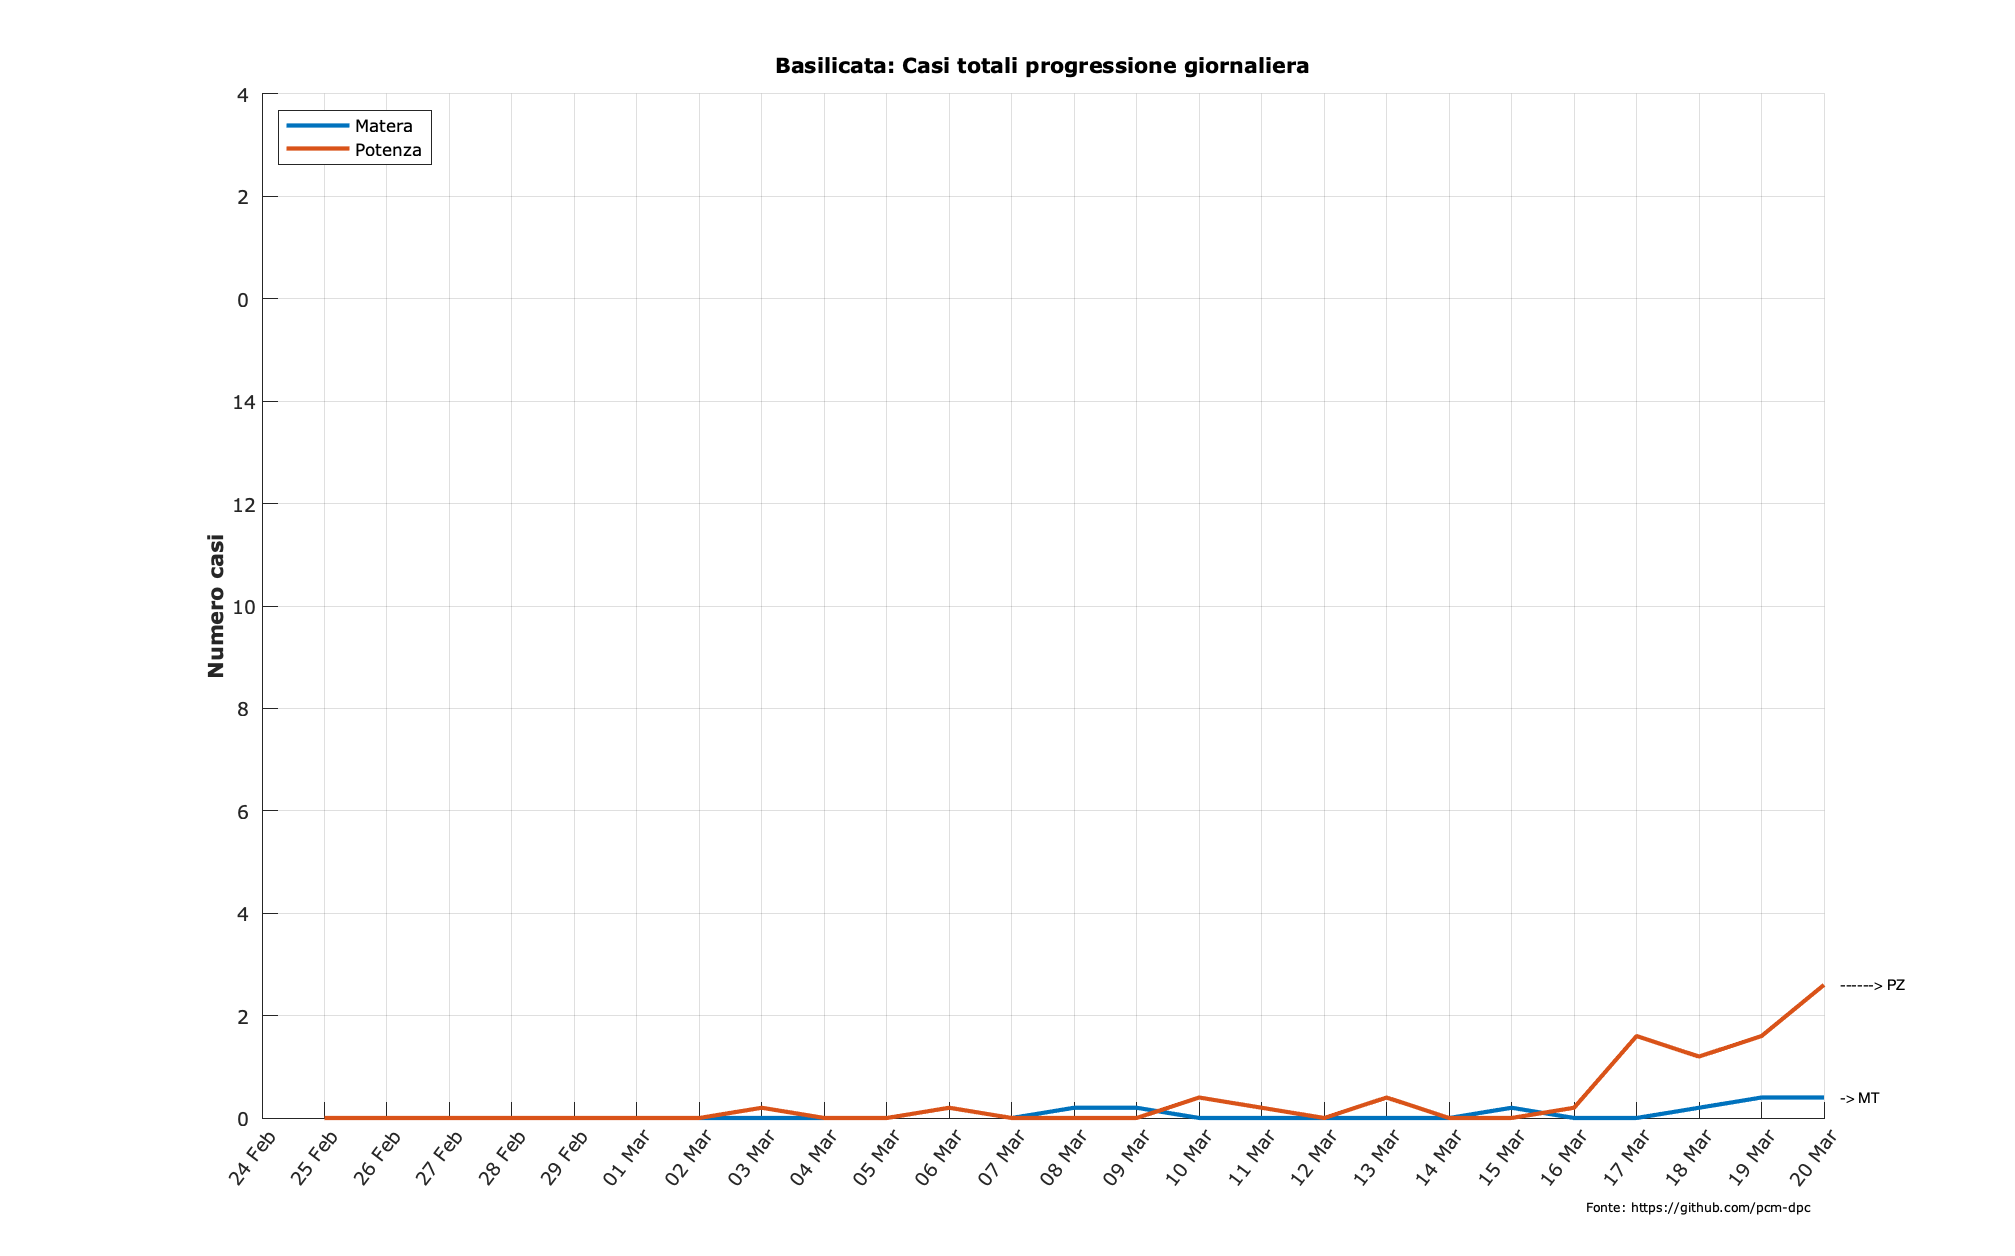 Basilicata: Casi totali progressione giornaliera
Matera
Potenza
Numero casi
4
2
0
14
12
10
8
6
4
2
0
------> PZ
-> MT
24 Feb
25 Feb
26 Feb
27 Feb
28 Feb
29 Feb
01 Mar
02 Mar
03 Mar
04 Mar
05 Mar
06 Mar
07 Mar
08 Mar
09 Mar
10 Mar
11 Mar
12 Mar
13 Mar
14 Mar
15 Mar
16 Mar
17 Mar
18 Mar
19 Mar
20 Mar
Fonte: https://github.com/pcm-dpc